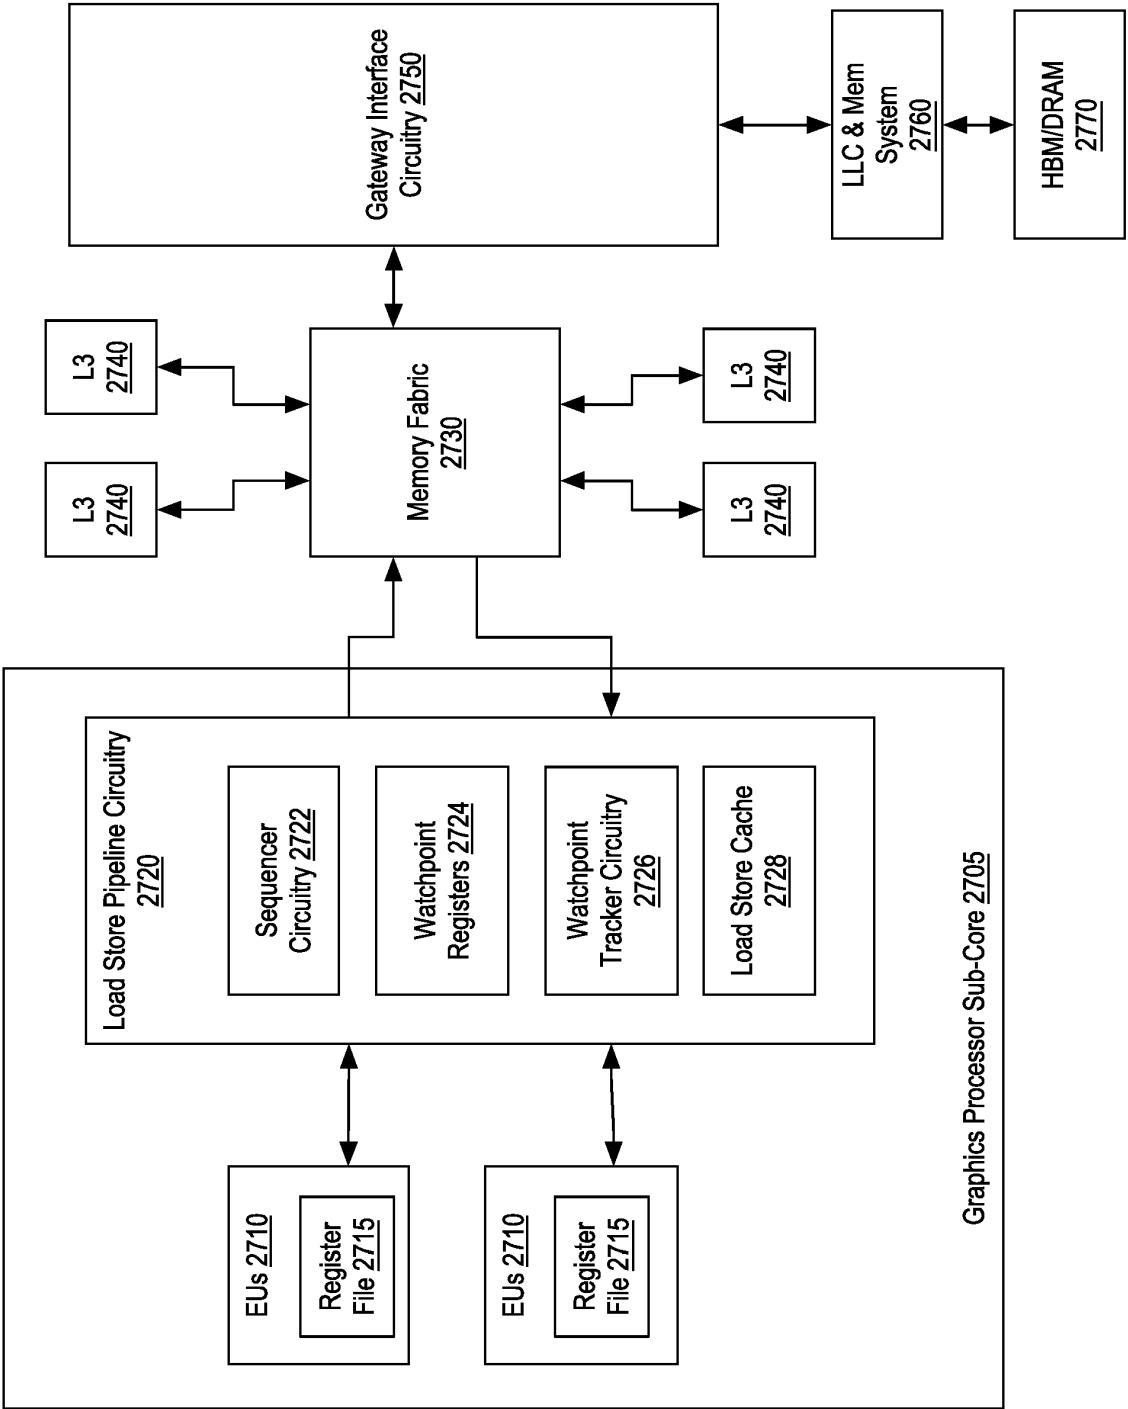 EUs 2710
Register
File 2715
EUs 2710
Register
File 2715
Load Store Pipeline Circuitry
2720
Sequencer
Circuitry 2722
Watchpoint
Registers 2724
Watchpoint
Tracker Circuitry
2726
Load Store Cache
2728
Graphics Processor Sub-Core 2705
L3
2740
L3
2740
Memory Fabric
2730
L3
2740
L3
2740
Gateway Interface
Circuitry 2750
LLC & Mem
System
2760
HBM/DRAM
2770